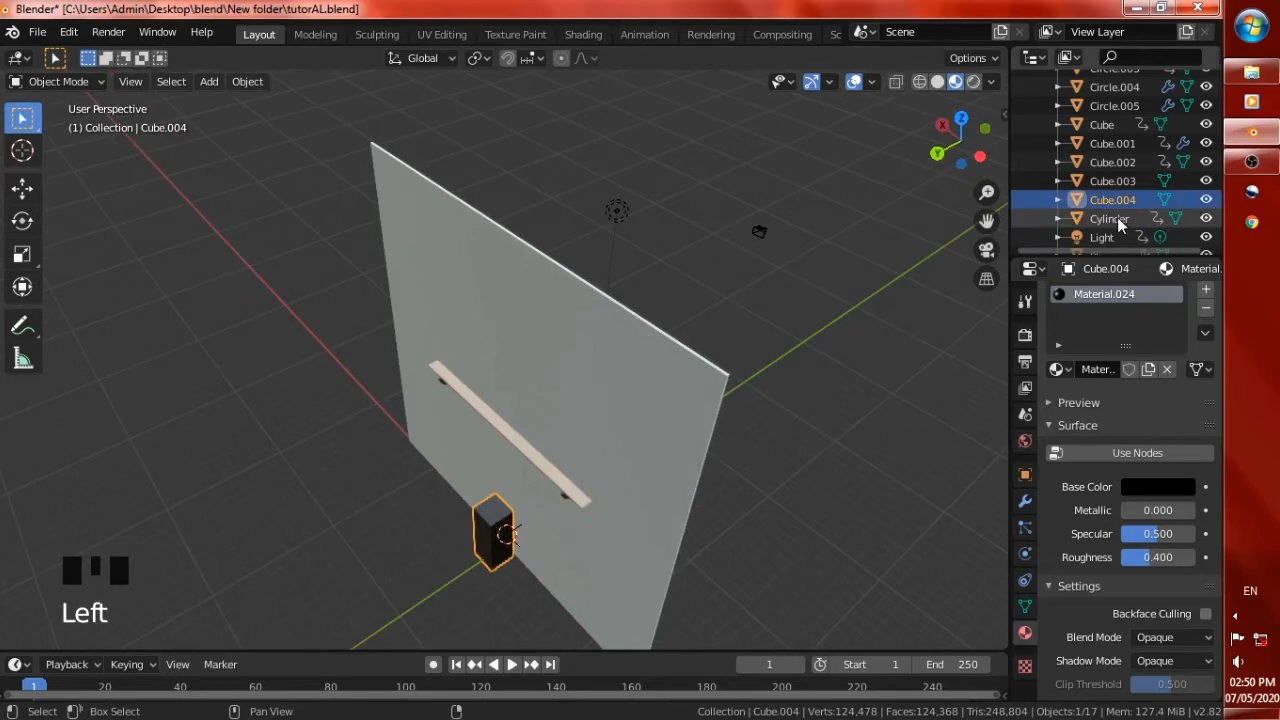 Blender* [C:\Users\Admin\Desktop\blend\New folder\tutorAL.blend]
File Edit Render Window Help Layout Modeling Sculpting UV Editing Texture Paint Shading Animation Rendering Compositing Sc Scene View Layer
Global Options
Object Mode View Select Add Object
User Perspective
(1) Collection | Cube.004
X
Y
Z
Circle.003
Circle.004
Circle.005
Cube
Cube.001
Cube.002
Cube.003
Cube.004
Cylinder
Light
Cube.004 Material.
Material.024
Mater..
Preview
Surface
Use Nodes
Base Color
Metallic 0.000
Specular 0.500
Roughness 0.400
Settings
Backface Culling
Blend Mode Opaque
Shadow Mode Opaque
Clip Threshold 0.500
Left
Playback Keying View Marker 1 Start 1 End 250
1 20 40 60 80 100 120 140 160 180 200 220 240
Select Box Select Pan View Collection | Cube.004 | Verts:124,478 | Faces:124,368 | Tris:248,804 | Objects:1/17 | Mem: 127.4 MiB | v2.82
EN
02:50 PM
07/05/2020